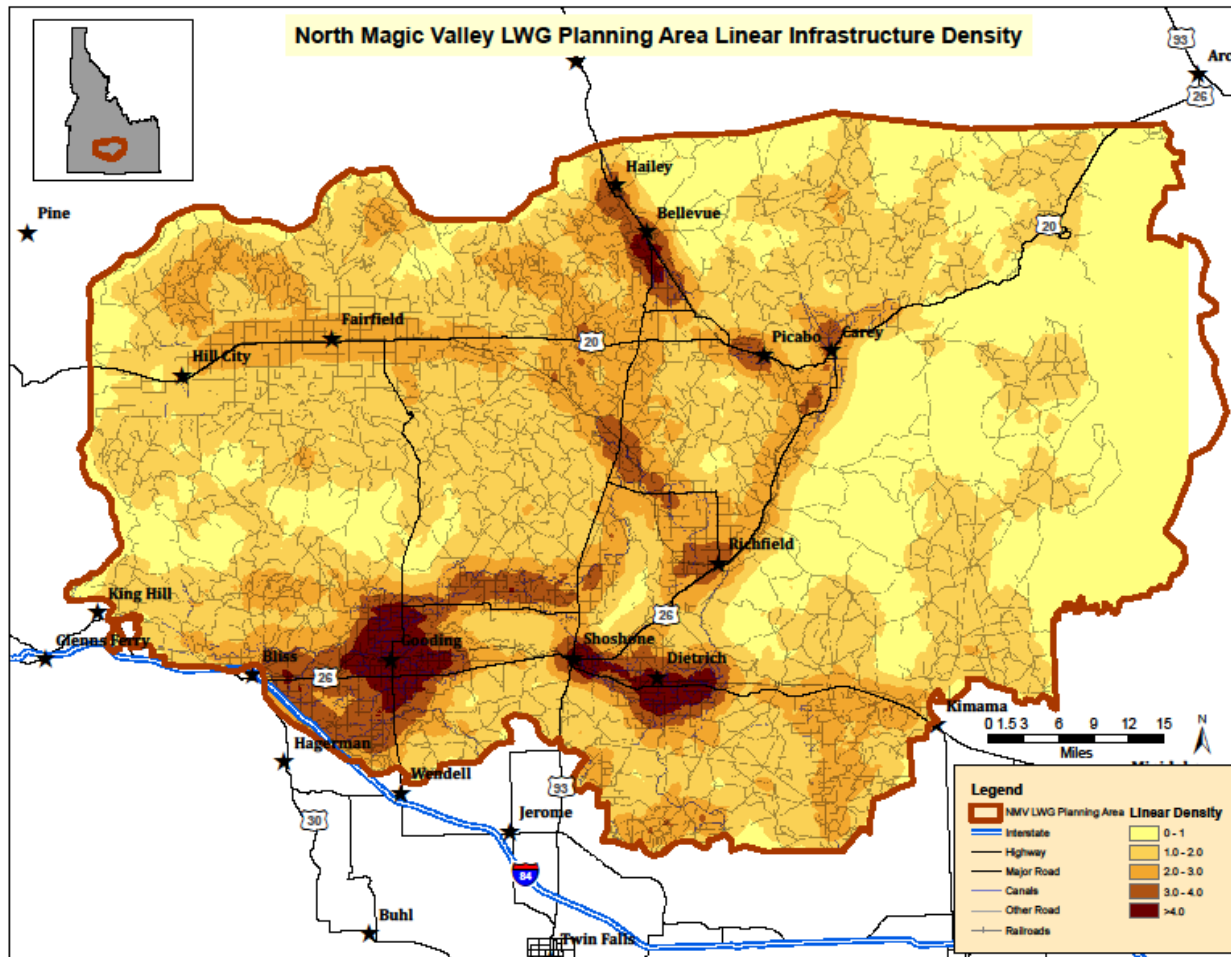 North Magic Valley LWG Planning Area Linear Infrastructure Density
93
Arc
26
Hailey
Pine
Bellevue
20
Fairfield
20
Picabo
Carey
Hill City
Richfield
King Hill
26
Glenns Ferry
Gooding
Shoshone
Bliss
26
Dietrich
Kimama
0 1.5 3 6 9 12 15
N
Miles
Hagerman
Wendell
93
30
Jerome
84
Buhl
Twin Falls
Legend
NMV LWG Planning Area
Interstate
Highway
Major Road
Canals
Other Road
Railroads
Linear Density
0 - 1
1.0 - 2.0
2.0 - 3.0
3.0 - 4.0
>4.0